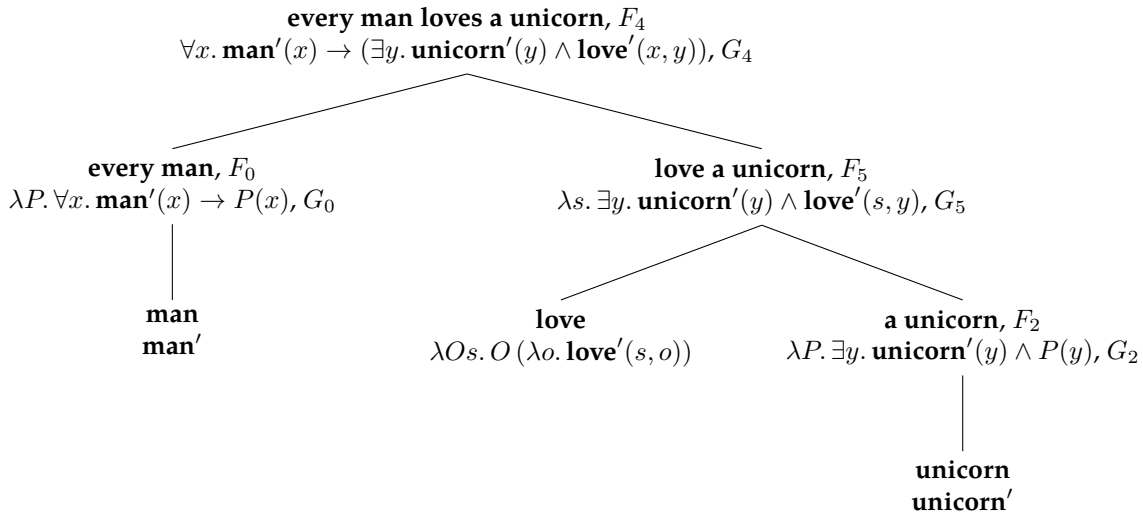 every man loves a unicorn, F₄
∀x. man′(x) → (∃y. unicorn′(y) ∧ love′(x, y)), G₄
every man, F₀
λP. ∀x. man′(x) → P(x), G₀
love a unicorn, F₅
λs. ∃y. unicorn′(y) ∧ love′(s, y), G₅
man
man′
love
λOs. O (λo. love′(s, o))
a unicorn, F₂
λP. ∃y. unicorn′(y) ∧ P(y), G₂
unicorn
unicorn′